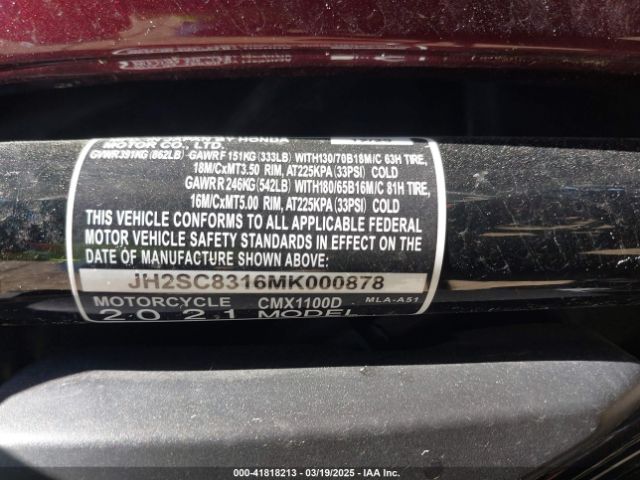 JAPAN BY HONDA
MOTOR CO., LTD.
GVWR391KG(862LB) GAWR F 151KG(333LB) WITH130/70B18M/C 63H TIRE,
18M/CxMT3.50 RIM, AT225KPA(33PSI) COLD
GAWR R 246KG(542LB) WITH180/65B16M/C 81H TIRE,
16M/CxMT5.00 RIM, AT225KPA(33PSI) COLD
THIS VEHICLE CONFORMS TO ALL APPLICABLE FEDERAL
MOTOR VEHICLE SAFETY STANDARDS IN EFFECT ON THE
DATE OF MANUFACTURE SHOWN ABOVE.
JH2SC8316MK000878
MOTORCYCLE CMX1100D MLA-A51
2021 MODEL
000-41818213 - 03/19/2025 - IAA Inc.